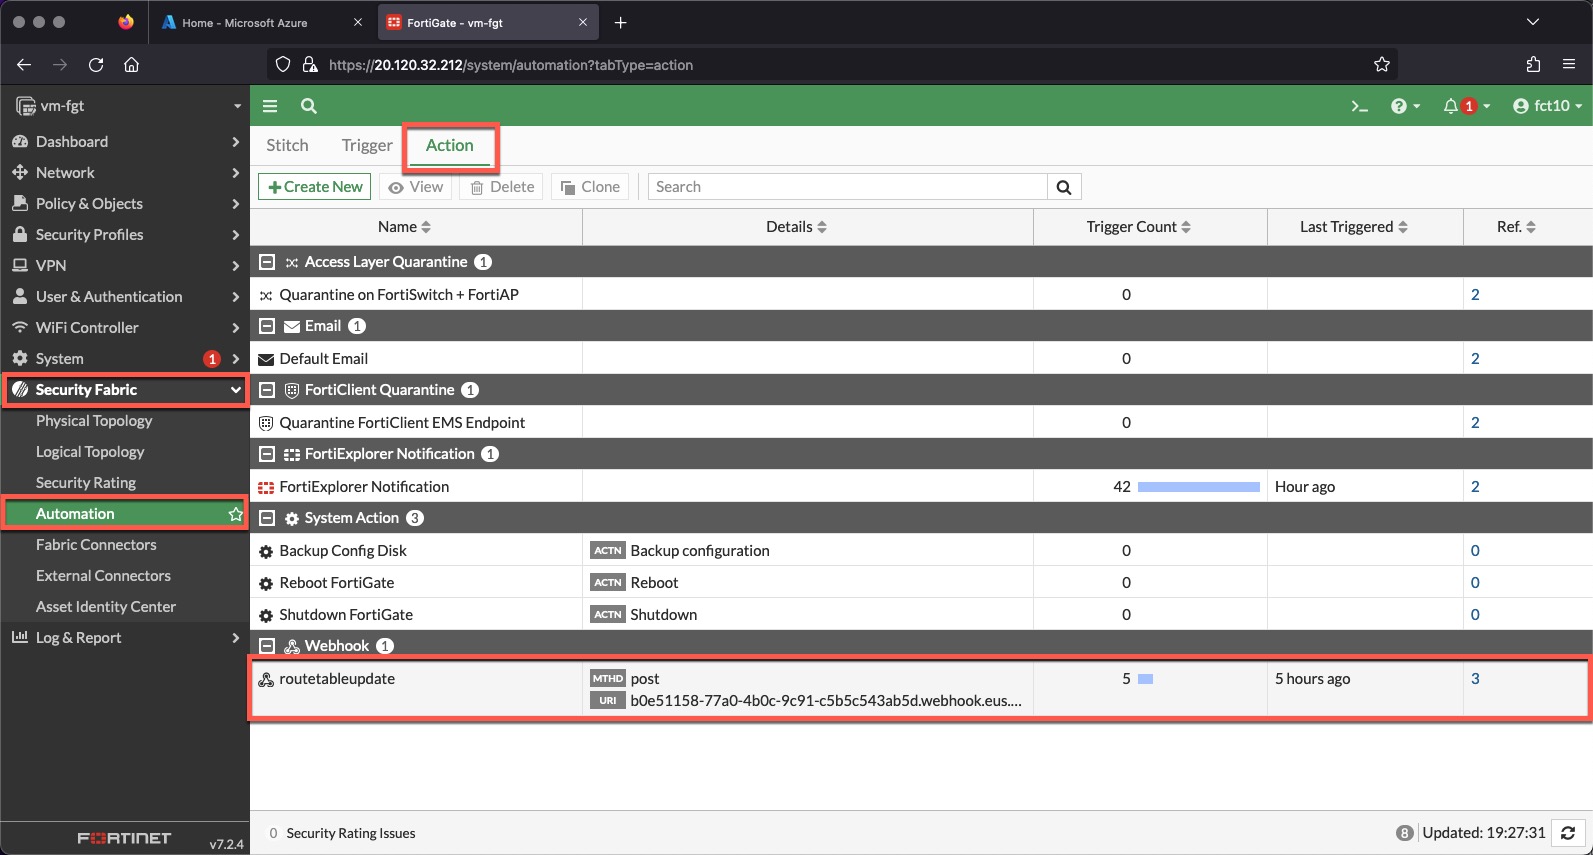 Home - Microsoft Azure
FortiGate - vm-fgt
https://20.120.32.212/system/automation?tabType=action
vm-fgt
1
fct10
Dashboard
Network
Policy & Objects
Security Profiles
VPN
User & Authentication
WiFi Controller
System 1
Security Fabric
Physical Topology
Logical Topology
Security Rating
Automation
Fabric Connectors
External Connectors
Asset Identity Center
Log & Report
FORTINET v7.2.4
Stitch Trigger Action
+ Create New View Delete Clone Search
Name Details Trigger Count Last Triggered Ref.
Access Layer Quarantine 1
Quarantine on FortiSwitch + FortiAP 0 2
Email 1
Default Email 0 2
FortiClient Quarantine 1
Quarantine FortiClient EMS Endpoint 0 2
FortiExplorer Notification 1
FortiExplorer Notification 42 Hour ago 2
System Action 3
Backup Config Disk ACTN Backup configuration 0 0
Reboot FortiGate ACTN Reboot 0 0
Shutdown FortiGate ACTN Shutdown 0 0
Webhook 1
routetableupdate MTHD post 5 5 hours ago 3
URI b0e51158-77a0-4b0c-9c91-c5b5c543ab5d.webhook.eus....
0 Security Rating Issues
8 Updated: 19:27:31